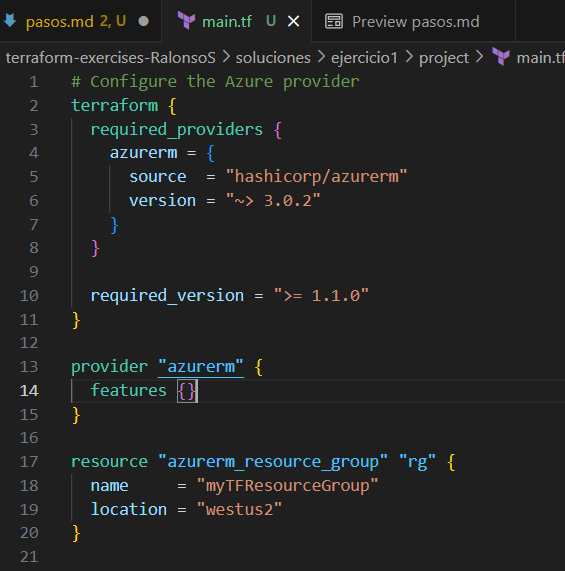 pasos.md 2, U main.tf U Preview pasos.md
terraform-exercises-RalonsoS > soluciones > ejercicio1 > project > main.tf
1 # Configure the Azure provider
2 terraform {
3   required_providers {
4     azurerm = {
5       source  = "hashicorp/azurerm"
6       version = "~> 3.0.2"
7     }
8   }
9
10   required_version = ">= 1.1.0"
11 }
12
13 provider "azurerm" {
14   features {}
15 }
16
17 resource "azurerm_resource_group" "rg" {
18   name     = "myTFResourceGroup"
19   location = "westus2"
20 }
21